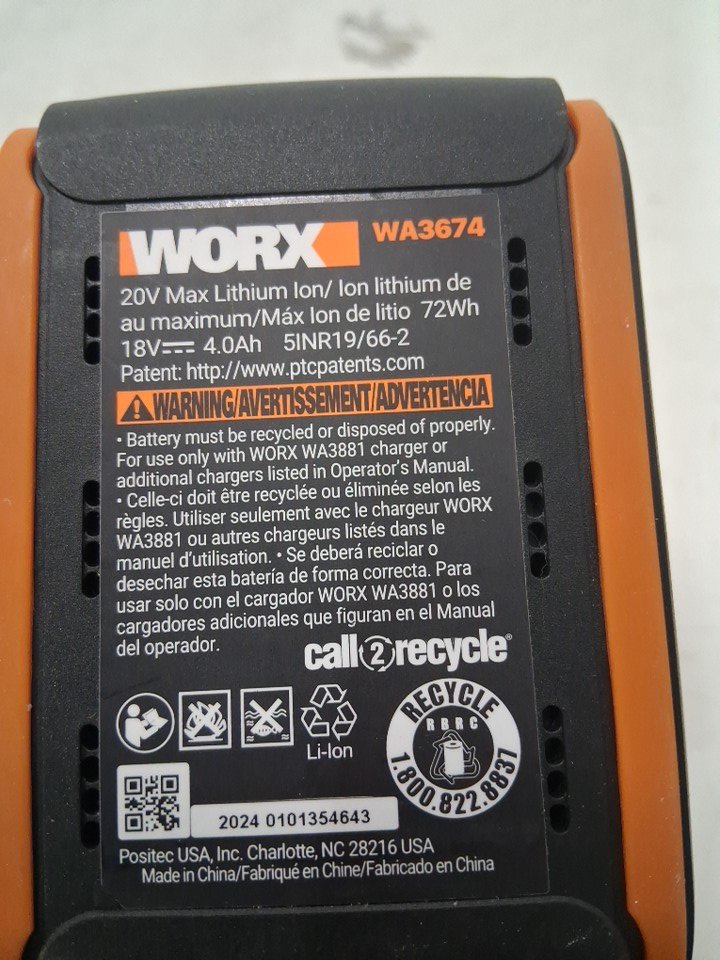 WORX WA3674
20V Max Lithium Ion/ Ion lithium de
au maximum/Máx Ion de litio 72Wh
18V⎓ 4.0Ah 5INR19/66-2
Patent: http://www.ptcpatents.com
WARNING/AVERTISSEMENT/ADVERTENCIA
• Battery must be recycled or disposed of properly.
For use only with WORX WA3881 charger or
additional chargers listed in Operator's Manual.
• Celle-ci doit être recyclée ou éliminée selon les
règles. Utiliser seulement avec le chargeur WORX
WA3881 ou autres chargeurs listés dans le
manuel d'utilisation. • Se deberá reciclar o
desechar esta batería de forma correcta. Para
usar solo con el cargador WORX WA3881 o los
cargadores adicionales que figuran en el Manual
del operador.
call2recycle®
Li-Ion
RECYCLE
RBRC
1.800.822.8837
2024 0101354643
Positec USA, Inc. Charlotte, NC 28216 USA
Made in China/Fabriqué en Chine/Fabricado en China